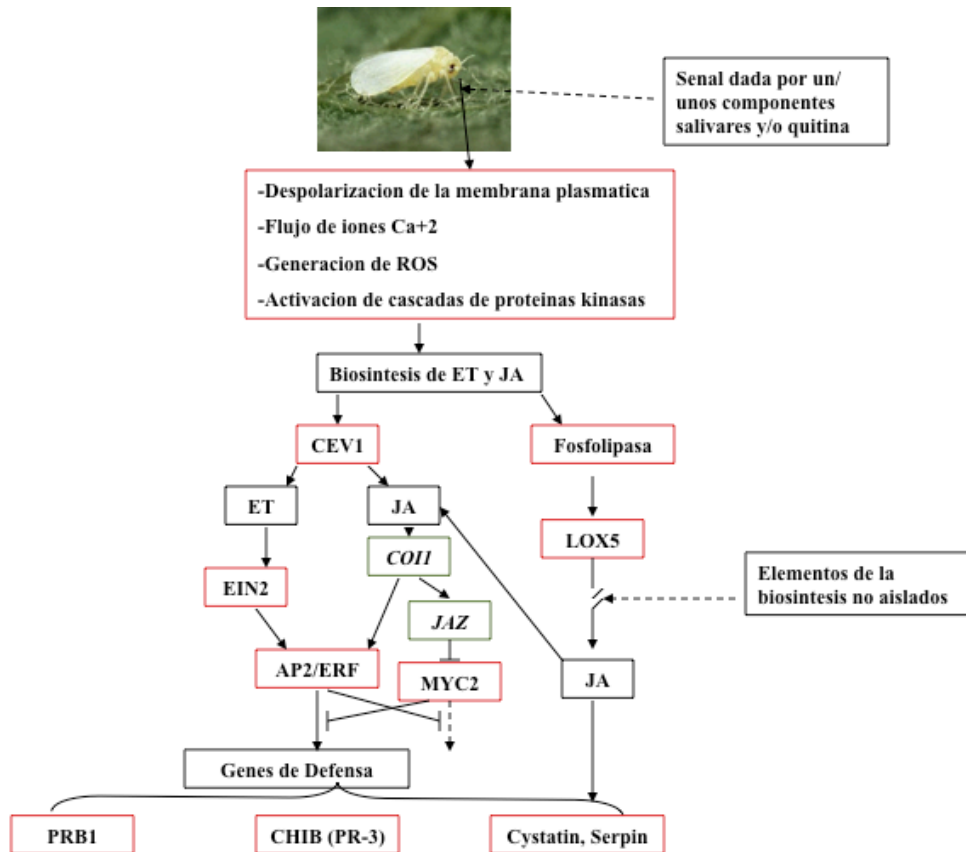 Senal dada por un/
unos componentes
salivares y/o quitina
-Despolarizacion de la membrana plasmatica
-Flujo de iones Ca+2
-Generacion de ROS
-Activacion de cascadas de proteinas kinasas
Biosintesis de ET y JA
CEV1
Fosfolipasa
ET
JA
LOX5
COI1
EIN2
Elementos de la
biosintesis no aislados
JAZ
AP2/ERF
MYC2
JA
Genes de Defensa
PRB1
CHIB (PR-3)
Cystatin, Serpin